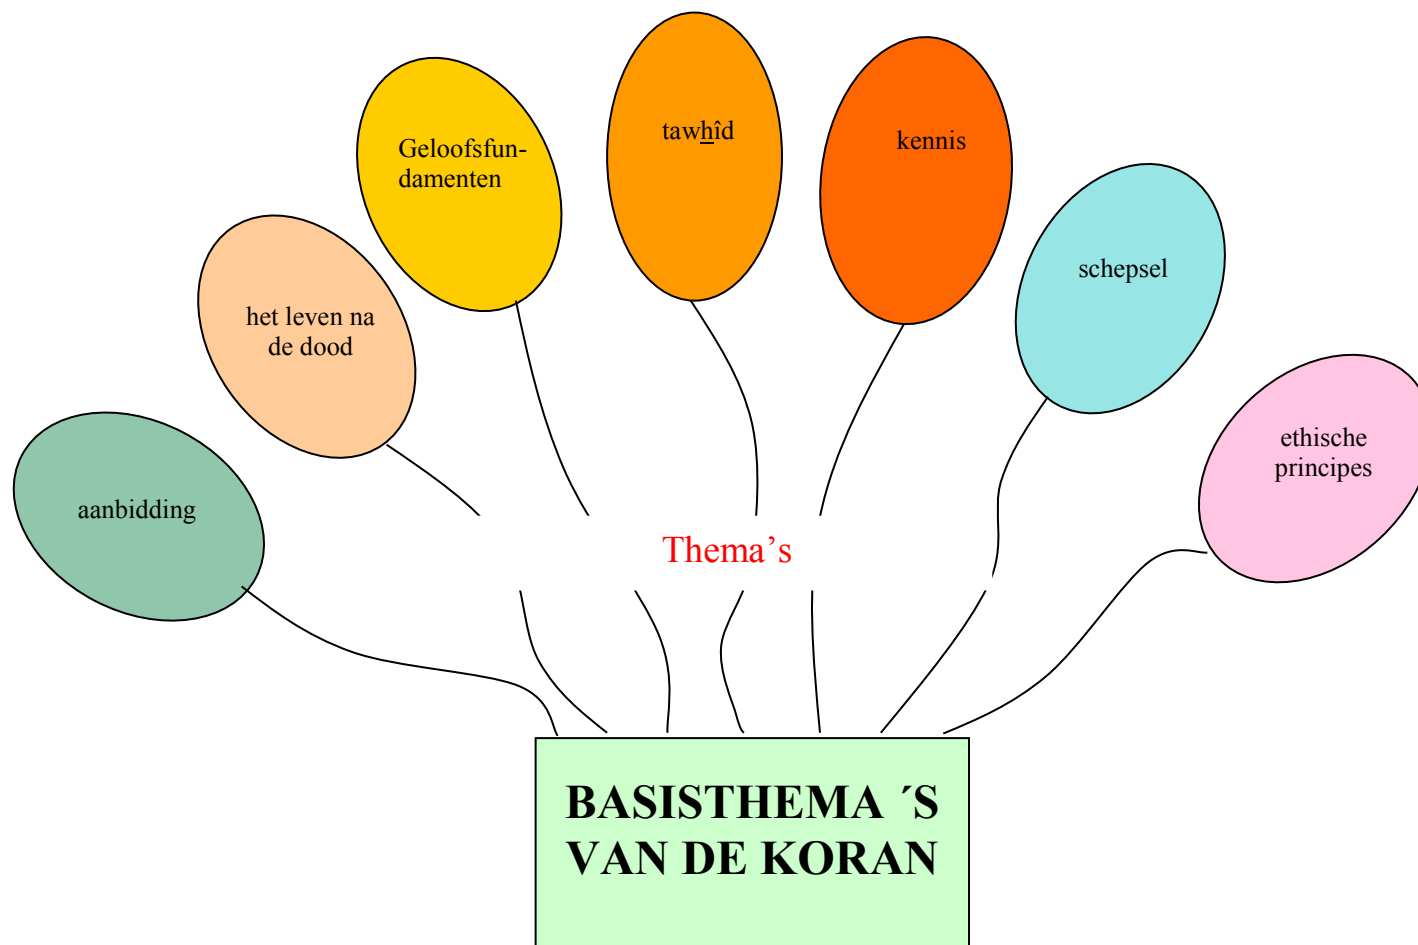 tawhîd
kennis
Geloofsfun-
damenten
schepsel
het leven na
de dood
ethische
principes
aanbidding
Thema’s
BASISTHEMA ´S
VAN DE KORAN